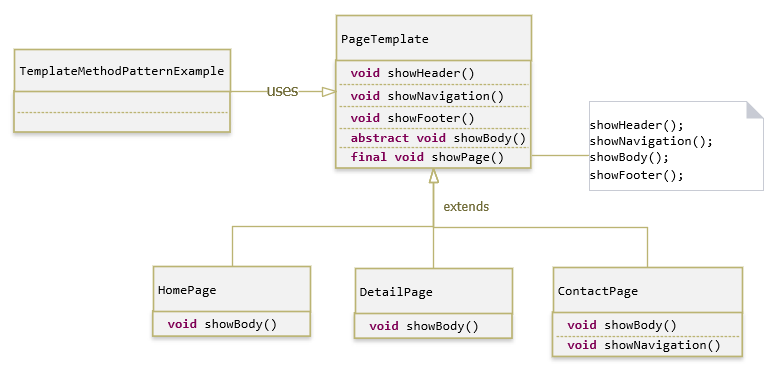 PageTemplate
TemplateMethodPatternExample
void showHeader()
uses
void showNavigation()
void showFooter()
abstract void showBody()
final void showPage()
showHeader();
showNavigation();
showBody();
showFooter();
extends
HomePage
void showBody()
DetailPage
void showBody()
ContactPage
void showBody()
void showNavigation()